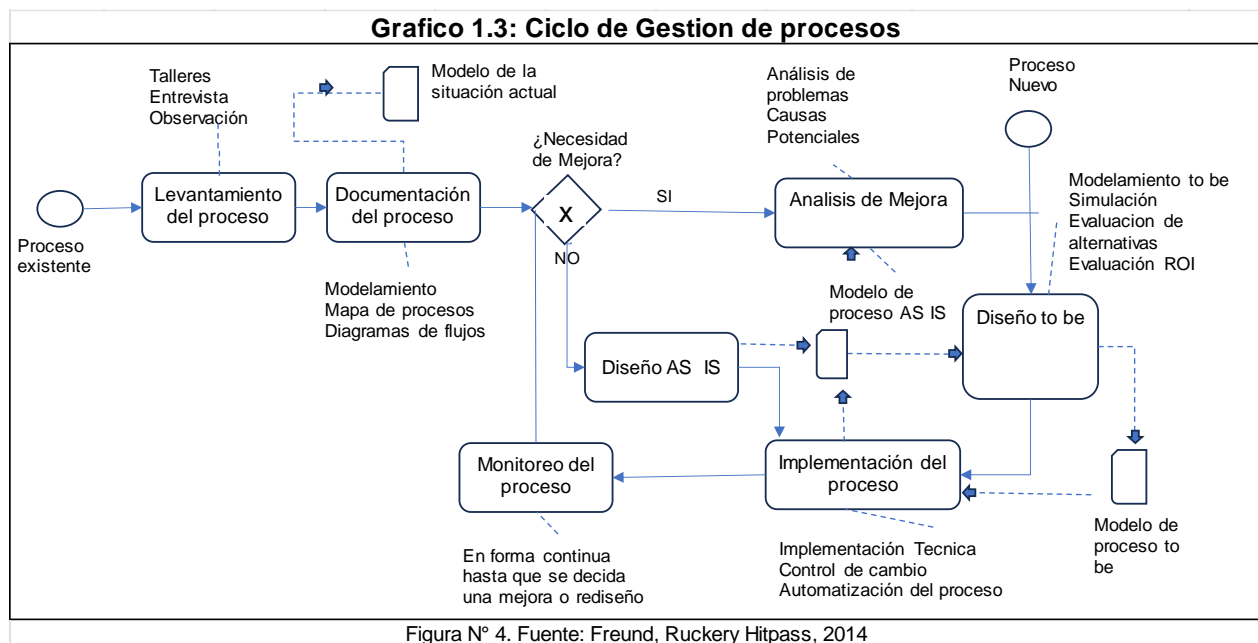 Grafico 1.3: Ciclo de Gestion de procesos
Talleres
Entrevista
Observación
Modelo de la
situación actual
Análisis de
problemas
Causas
Potenciales
Proceso
Nuevo
¿Necesidad
de Mejora?
Proceso
existente
Levantamiento
del proceso
Documentación
del proceso
X
SI
NO
Analisis de Mejora
Modelamiento to be
Simulación
Evaluacion de
alternativas
Evaluación ROI
Modelamiento
Mapa de procesos
Diagramas de flujos
Modelo de
proceso AS IS
Diseño to be
Diseño AS IS
Monitoreo del
proceso
Implementación del
proceso
Modelo de
proceso to
be
En forma continua
hasta que se decida
una mejora o rediseño
Implementación Tecnica
Control de cambio
Automatización del proceso
Figura N° 4. Fuente: Freund, Ruckery Hitpass, 2014